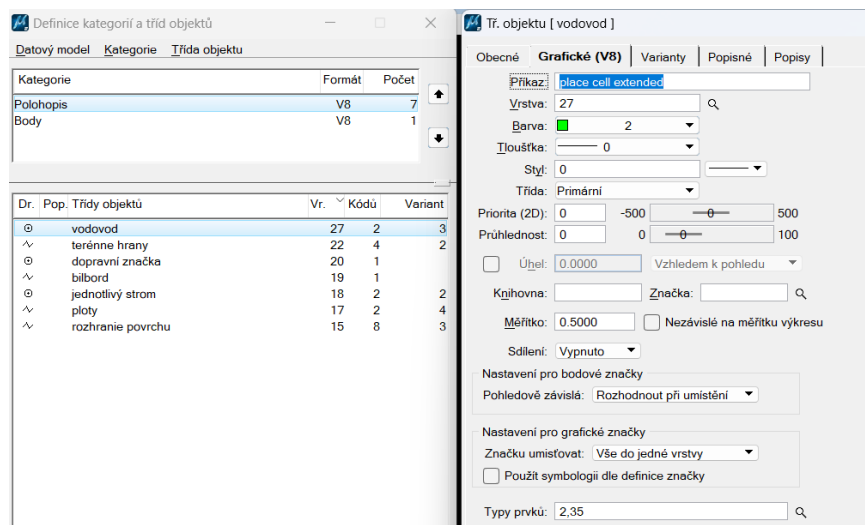 Definice kategorií a tříd objektů
Datový model Kategorie Třída objektu
Kategorie Formát Počet
Polohopis V8 7
Body V8 1
Dr. Pop. Třídy objektů Vr. Kódů Variant
vodovod 27 2 3
terénne hrany 22 4 2
dopravní značka 20 1
bilbord 19 1
jednotlivý strom 18 2 2
ploty 17 2 4
rozhranie povrchu 15 8 3
Tř. objektu [ vodovod ]
Obecné Grafické (V8) Varianty Popisné Popisy
Příkaz: place cell extended
Vrstva: 27
Barva: 2
Tloušťka: 0
Styl: 0
Třída: Primární
Priorita (2D): 0 -500 0 500
Průhlednost: 0 0 0 100
Úhel: 0.0000 Vzhledem k pohledu
Knihovna: Značka:
Měřítko: 0.5000 Nezávislé na měřítku výkresu
Sdílení: Vypnuto
Nastavení pro bodové značky
Pohledově závislá: Rozhodnout při umístění
Nastavení pro grafické značky
Značku umisťovat: Vše do jedné vrstvy
Použít symbologii dle definice značky
Typy prvků: 2,35